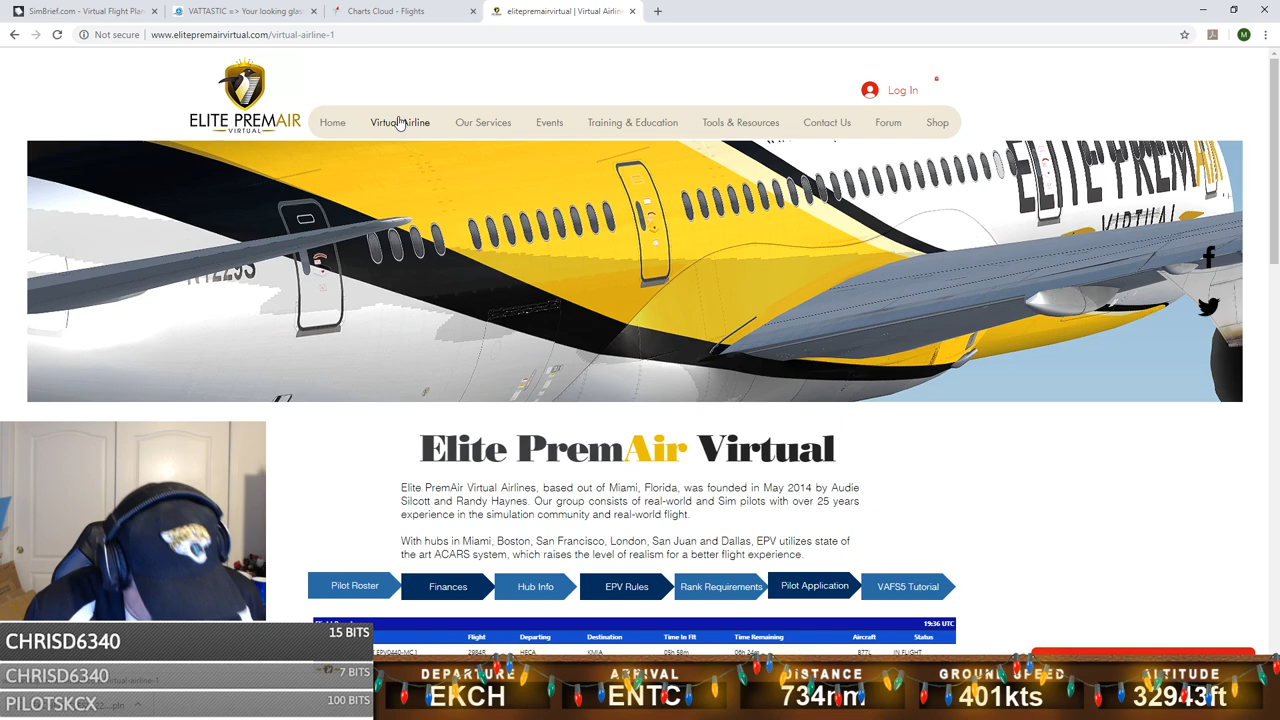 SimBrief.com - Virtual Flight Plan
VATTASTIC => Your looking glas
Charts Cloud - Flights
elitepremairvirtual | Virtual Airlin
Not secure | www.elitepremairvirtual.com/virtual-airline-1
M
ELITE PREMAIR
VIRTUAL
Log In
Home
Virtual Airline
Our Services
Events
Training & Education
Tools & Resources
Contact Us
Forum
Shop
ELITE PREMAIR
VIRTUAL
Elite PremAir Virtual
Elite PremAir Virtual Airlines, based out of Miami, Florida, was founded in May 2014 by Audie
Silcott and Randy Haynes. Our group consists of real-world and Sim pilots with over 25 years
experience in the simulation community and real-world flight.
With hubs in Miami, Boston, San Francisco, London, San Juan and Dallas, EPV utilizes state of
the art ACARS system, which raises the level of realism for a better flight experience.
Pilot Roster
Finances
Hub Info
EPV Rules
Rank Requirements
Pilot Application
VAFS5 Tutorial
19:36 UTC
Flight
Departing
Destination
Time In Flt
Time Remaining
Aircraft
Status
HECA
KMIA
05h 58m
06h 24m
IN FLIGHT
CHRISD6340
15 BITS
CHRISD6340
7 BITS
PILOTSKCX
100 BITS
DEPARTURE
EKCH
ARRIVAL
ENTC
DISTANCE
734nm
GROUND SPEED
401kts
ALTITUDE
32943ft